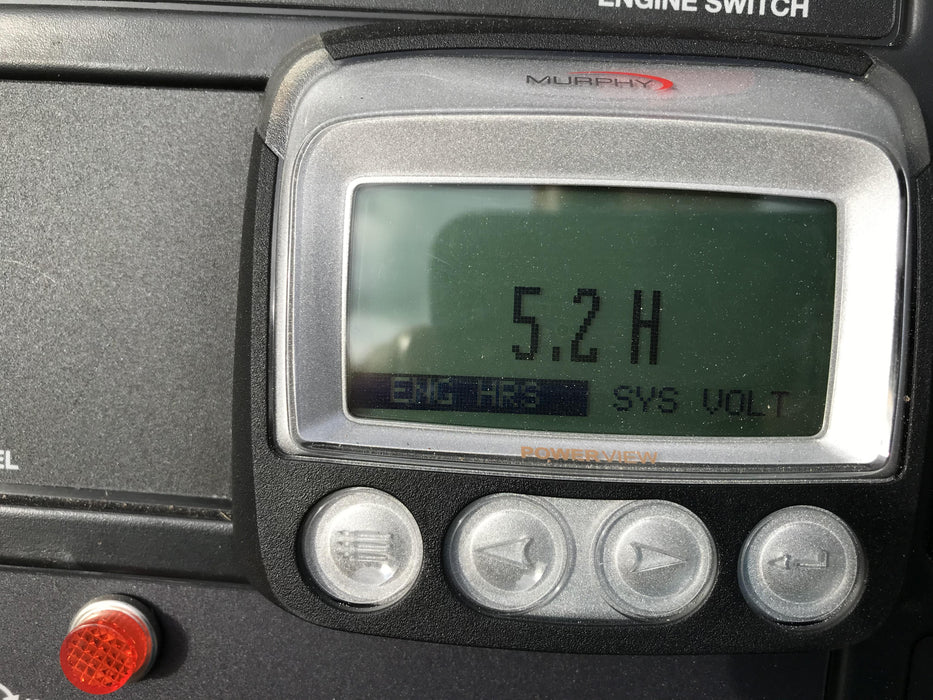 ENGINE SWITCH
MURPHY
5.2 H
ENG HRS SYS VOLT
POWERVIEW
EL